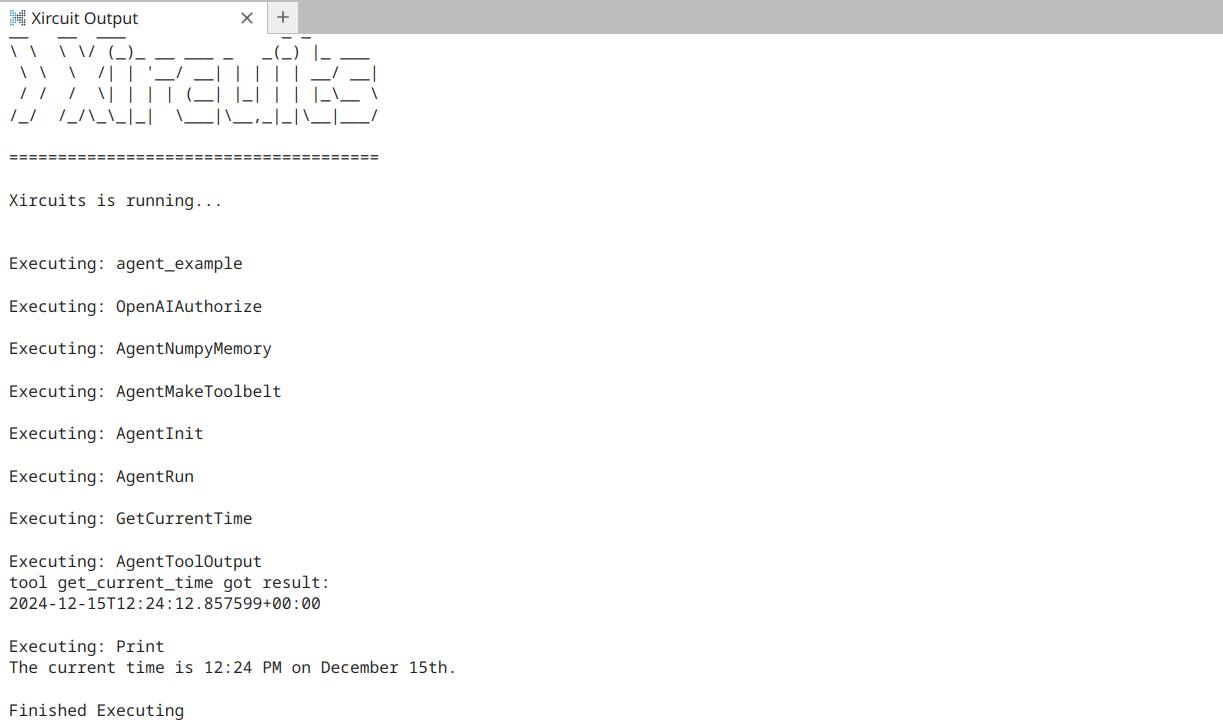 Xircuit Output
+
__   __  ___                _ _
\ \  \ \/ (_)_ __ ___ _   _(_) |_ ___
 \ \  \  /| | '__/ __| | | | | __/ __|
 / /  /  \| | | | (__| |_| | | |_\__ \
/_/  /_/\_\_|_|  \___|\__,_|_|\__|___/
======================================
Xircuits is running...
Executing: agent_example
Executing: OpenAIAuthorize
Executing: AgentNumpyMemory
Executing: AgentMakeToolbelt
Executing: AgentInit
Executing: AgentRun
Executing: GetCurrentTime
Executing: AgentToolOutput
tool get_current_time got result:
2024-12-15T12:24:12.857599+00:00
Executing: Print
The current time is 12:24 PM on December 15th.
Finished Executing